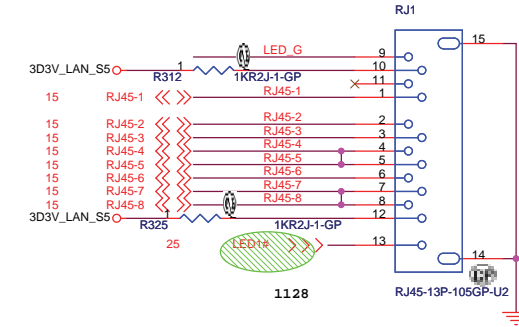 RJ1
15
LED_G
9
3D3V_LAN_S5
1
10
R312
1KR2J-1-GP
11
15 RJ45-1 RJ45-1 1
15 RJ45-2 RJ45-2 2
15 RJ45-3 RJ45-3 3
15 RJ45-4 RJ45-4 4
15 RJ45-5 RJ45-5 5
15 RJ45-6 RJ45-6 6
15 RJ45-7 RJ45-7 7
15 RJ45-8 RJ45-8 8
3D3V_LAN_S5 1 12
R325 1KR2J-1-GP
25 LED1# 13
14
1128
RJ45-13P-105GP-U2